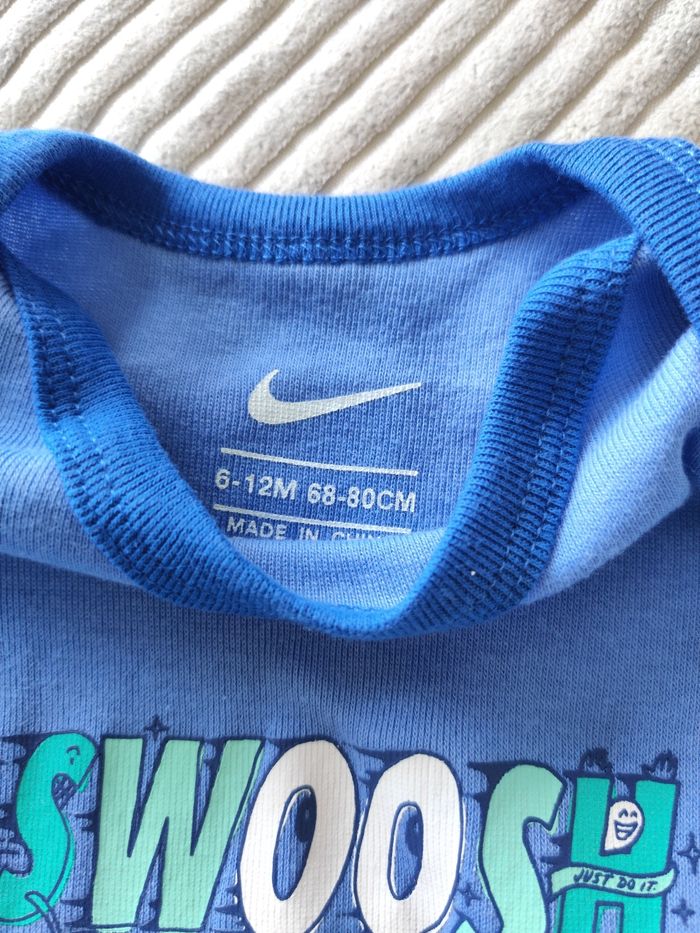 6-12M 68-80CM
MADE IN
SWOOSH
JUST DO IT.